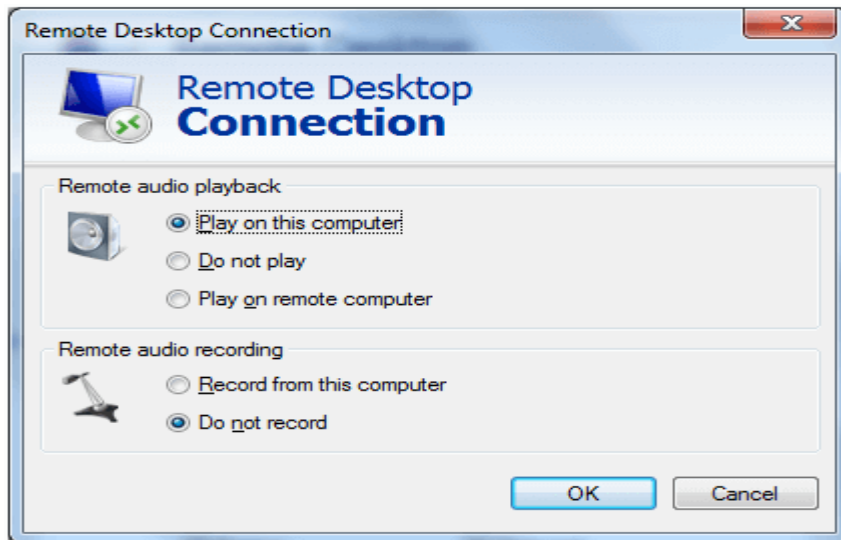 Remote Desktop Connection
Remote Desktop
Connection
Remote audio playback
Play on this computer
Do not play
Play on remote computer
Remote audio recording
Record from this computer
Do not record
OK Cancel